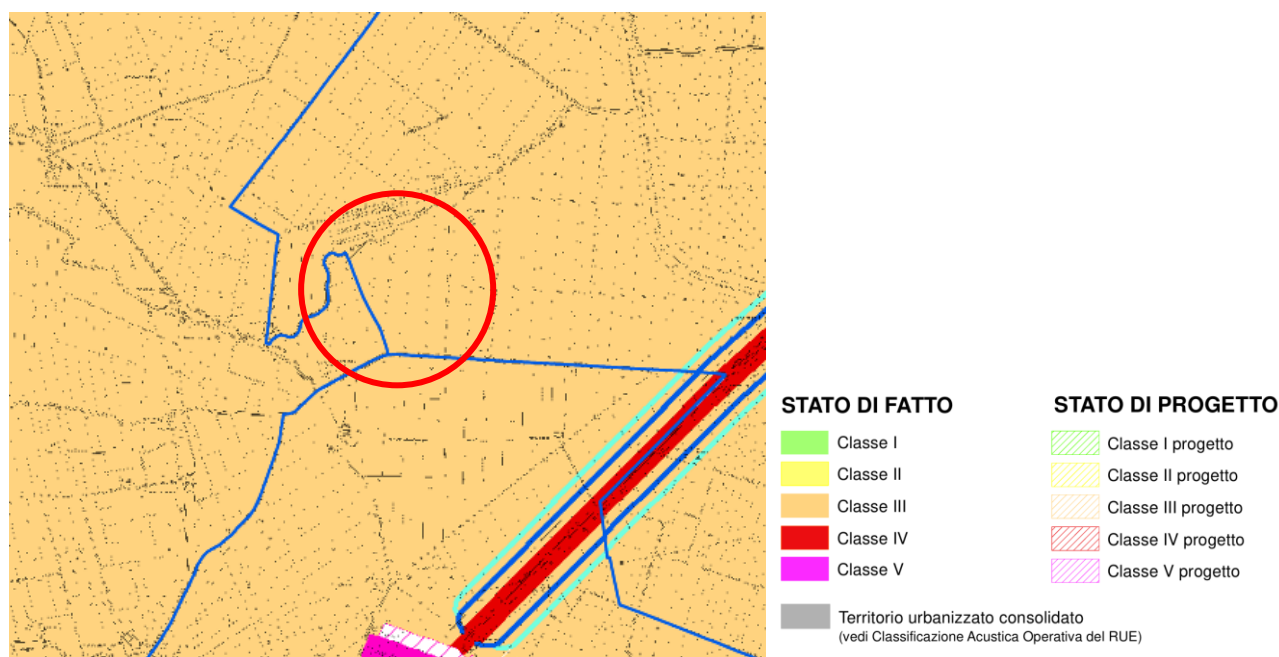 STATO DI FATTO
Classe I
Classe II
Classe III
Classe IV
Classe V
Territorio urbanizzato consolidato
(vedi Classificazione Acustica Operativa del RUE)
STATO DI PROGETTO
Classe I progetto
Classe II progetto
Classe III progetto
Classe IV progetto
Classe V progetto